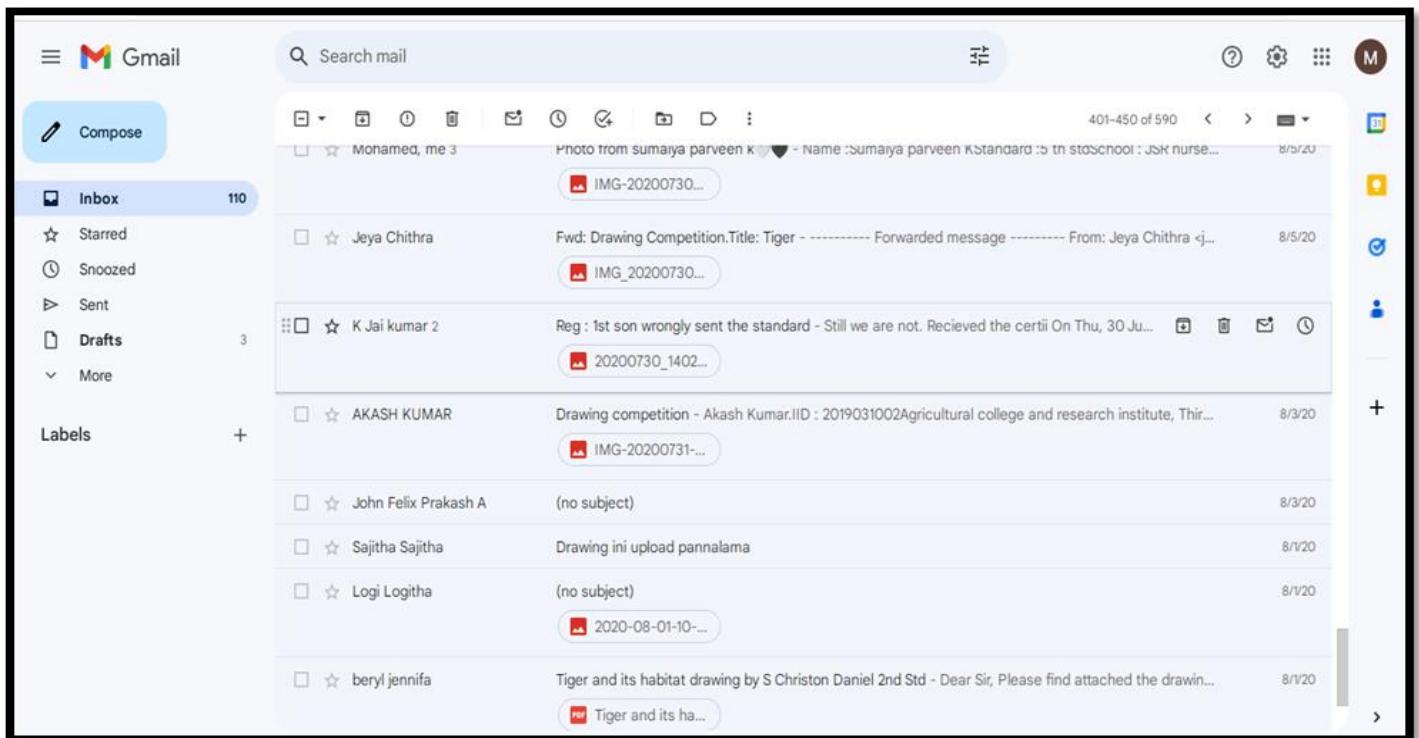 Gmail
Search mail
M
Compose
401–450 of 590
31
Inbox 110
Starred
Snoozed
Sent
Drafts 3
More
Labels
Mohamed, me 3 Photo from sumaiya parveen k - Name :Sumaiya parveen KStandard :5 th stdSchool : JSR nurse... 8/5/20
IMG-20200730...
Jeya Chithra Fwd: Drawing Competition.Title: Tiger - ---------- Forwarded message --------- From: Jeya Chithra <j... 8/5/20
IMG_20200730...
K Jai kumar 2 Reg : 1st son wrongly sent the standard - Still we are not. Recieved the certii On Thu, 30 Ju...
20200730_1402...
AKASH KUMAR Drawing competition - Akash Kumar.IID : 2019031002Agricultural college and research institute, Thir... 8/3/20
IMG-20200731-...
John Felix Prakash A (no subject) 8/3/20
Sajitha Sajitha Drawing ini upload pannalama 8/1/20
Logi Logitha (no subject) 8/1/20
2020-08-01-10-...
beryl jennifa Tiger and its habitat drawing by S Christon Daniel 2nd Std - Dear Sir, Please find attached the drawin... 8/1/20
PDF Tiger and its ha...